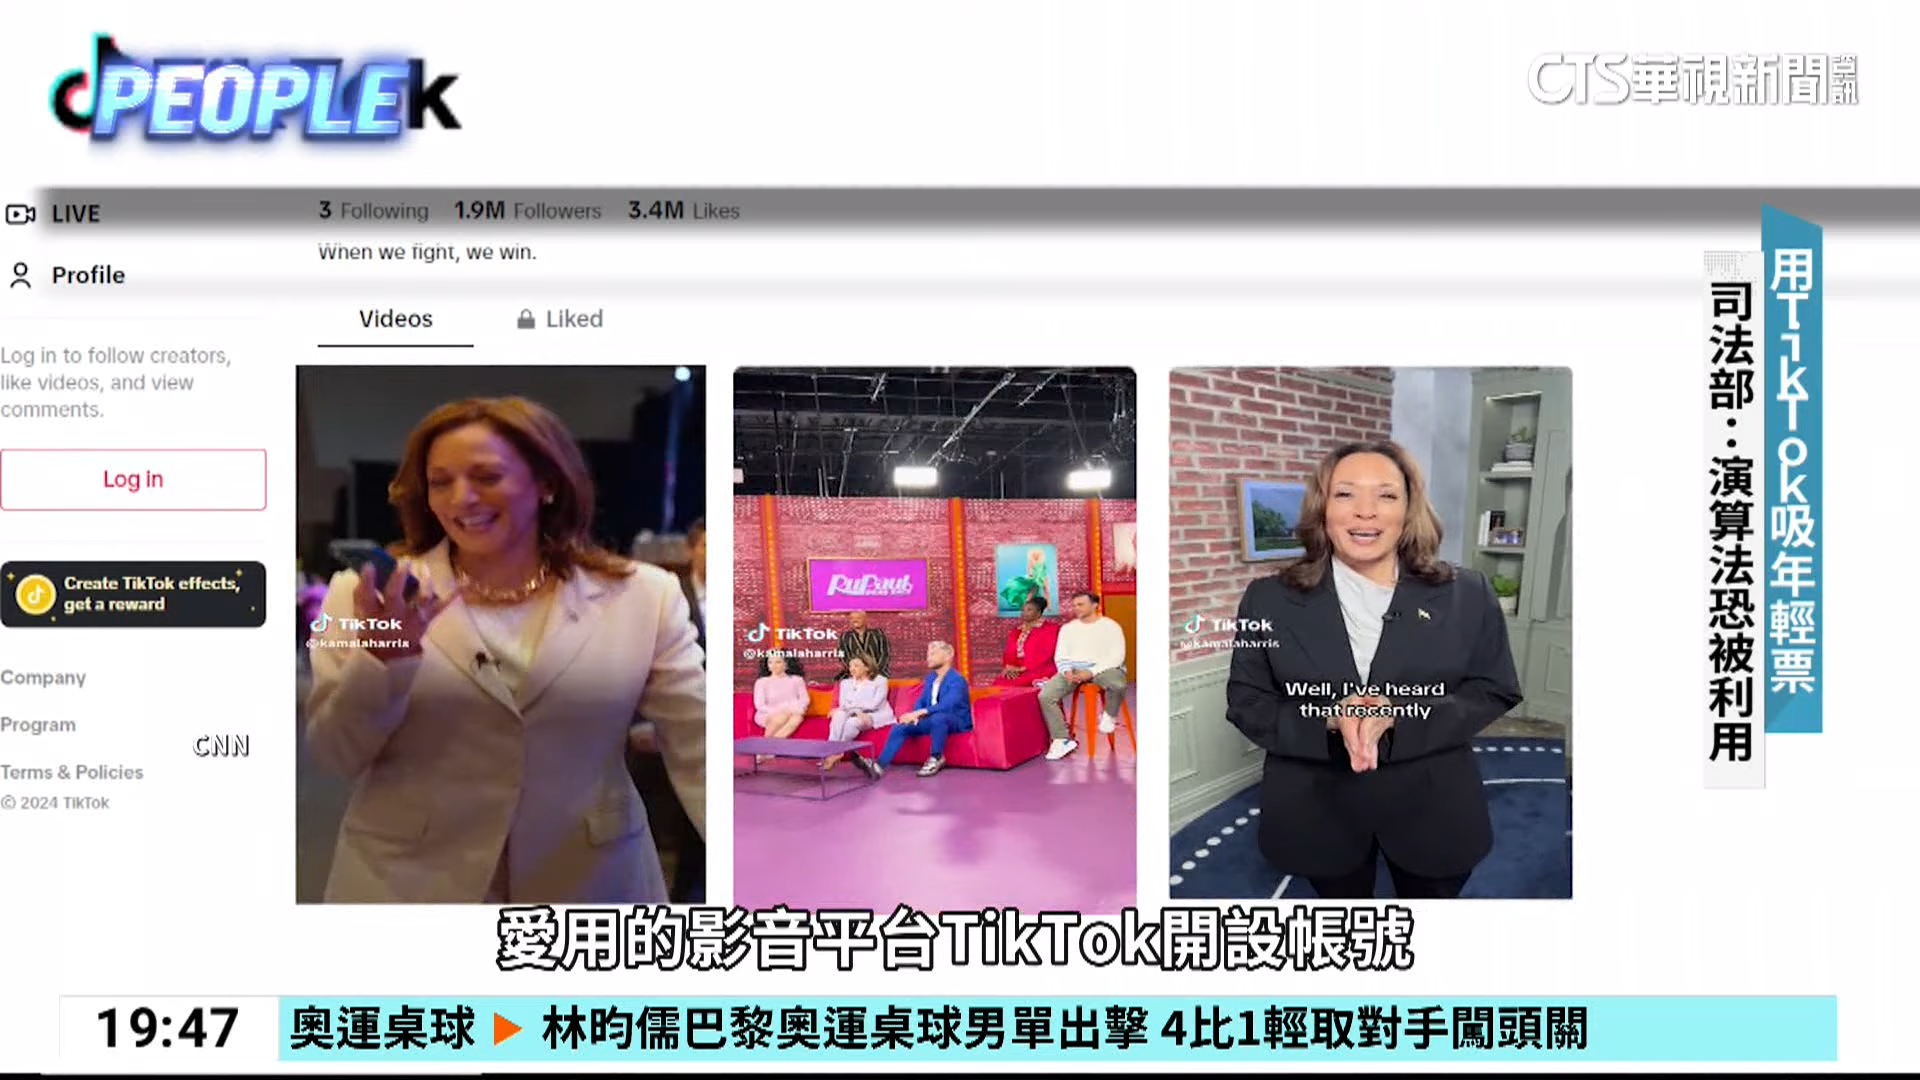 PEOPLE
k
CTS華視新聞資訊
LIVE
3 Following 1.9M Followers 3.4M Likes
When we fight, we win.
Profile
Videos
Liked
Log in to follow creators,
like videos, and view
comments.
Log in
Create TikTok effects,
get a reward
Company
Program
CNN
Terms & Policies
© 2024 TikTok
TikTok
@kamalaharris
RuPaul's
TikTok
@kamalaharris
TikTok
@kamalaharris
Well, I've heard
that recently
用TikTok吸年輕票
司法部:演算法恐被利用
愛用的影音平台TikTok開設帳號
19:47
奧運桌球 ▶ 林昀儒巴黎奧運桌球男單出擊 4比1輕取對手闖頭關